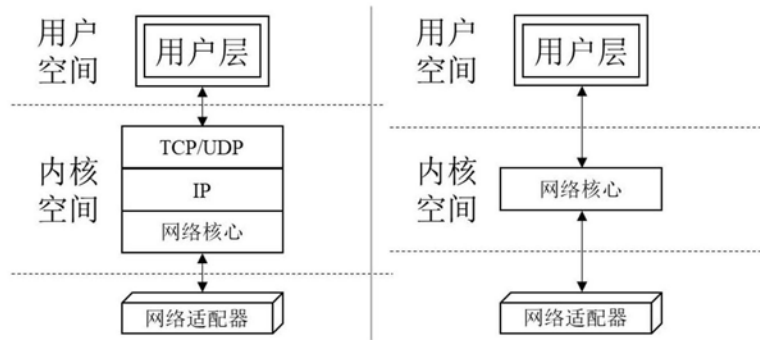 用户
空间
用户层
内核
空间
TCP/UDP
IP
网络核心
网络适配器
用户
空间
用户层
内核
空间
网络核心
网络适配器